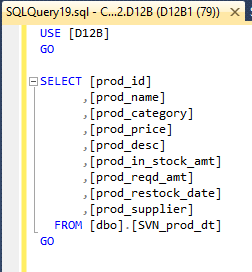 SQLQuery19.sql - C...2.D12B (D12B1 (79))
USE [D12B]
GO
SELECT [prod_id]
,[prod_name]
,[prod_category]
,[prod_price]
,[prod_desc]
,[prod_in_stock_amt]
,[prod_reqd_amt]
,[prod_restock_date]
,[prod_supplier]
FROM [dbo].[SVN_prod_dt]
GO